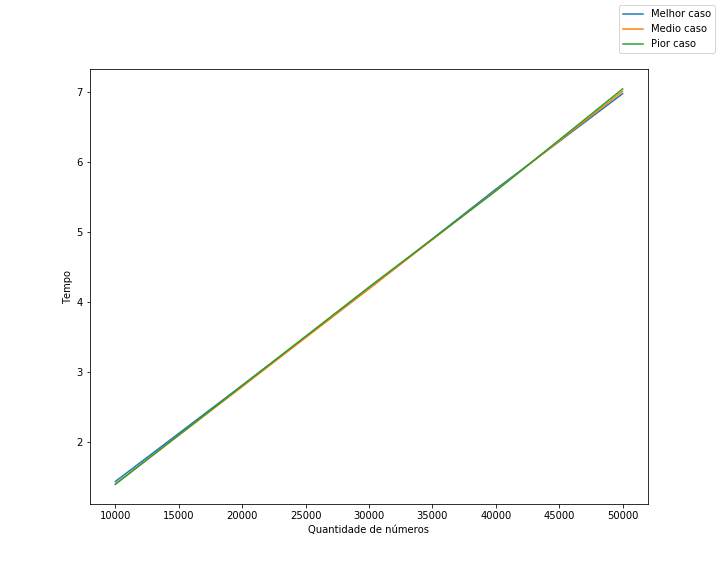 Melhor caso
Medio caso
Pior caso
7
6
5
4
3
2
Tempo
10000 15000 20000 25000 30000 35000 40000 45000 50000
Quantidade de números